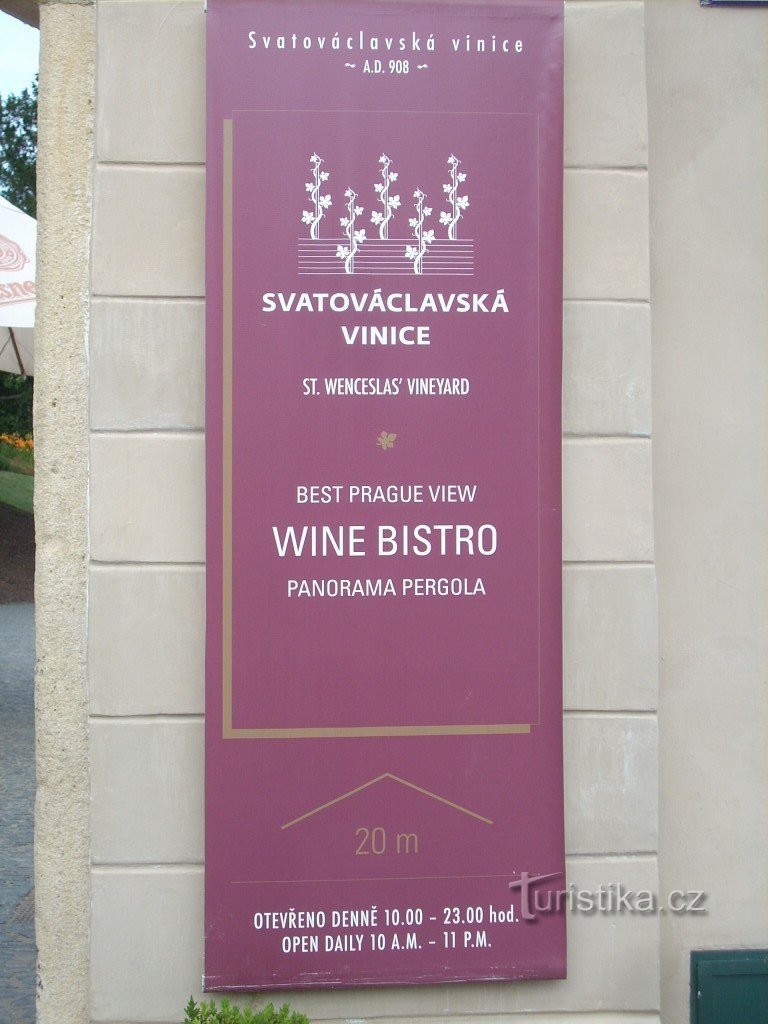 Svatováclavská vinice
~ A.D. 908 ~
SVATOVÁCLAVSKÁ
VINICE
ST. WENCESLAS' VINEYARD
BEST PRAGUE VIEW
WINE BISTRO
PANORAMA PERGOLA
20 m
OTEVŘENO DENNĚ 10.00 - 23.00 hod.
OPEN DAILY 10 A.M. - 11 P.M.
Turistika.cz